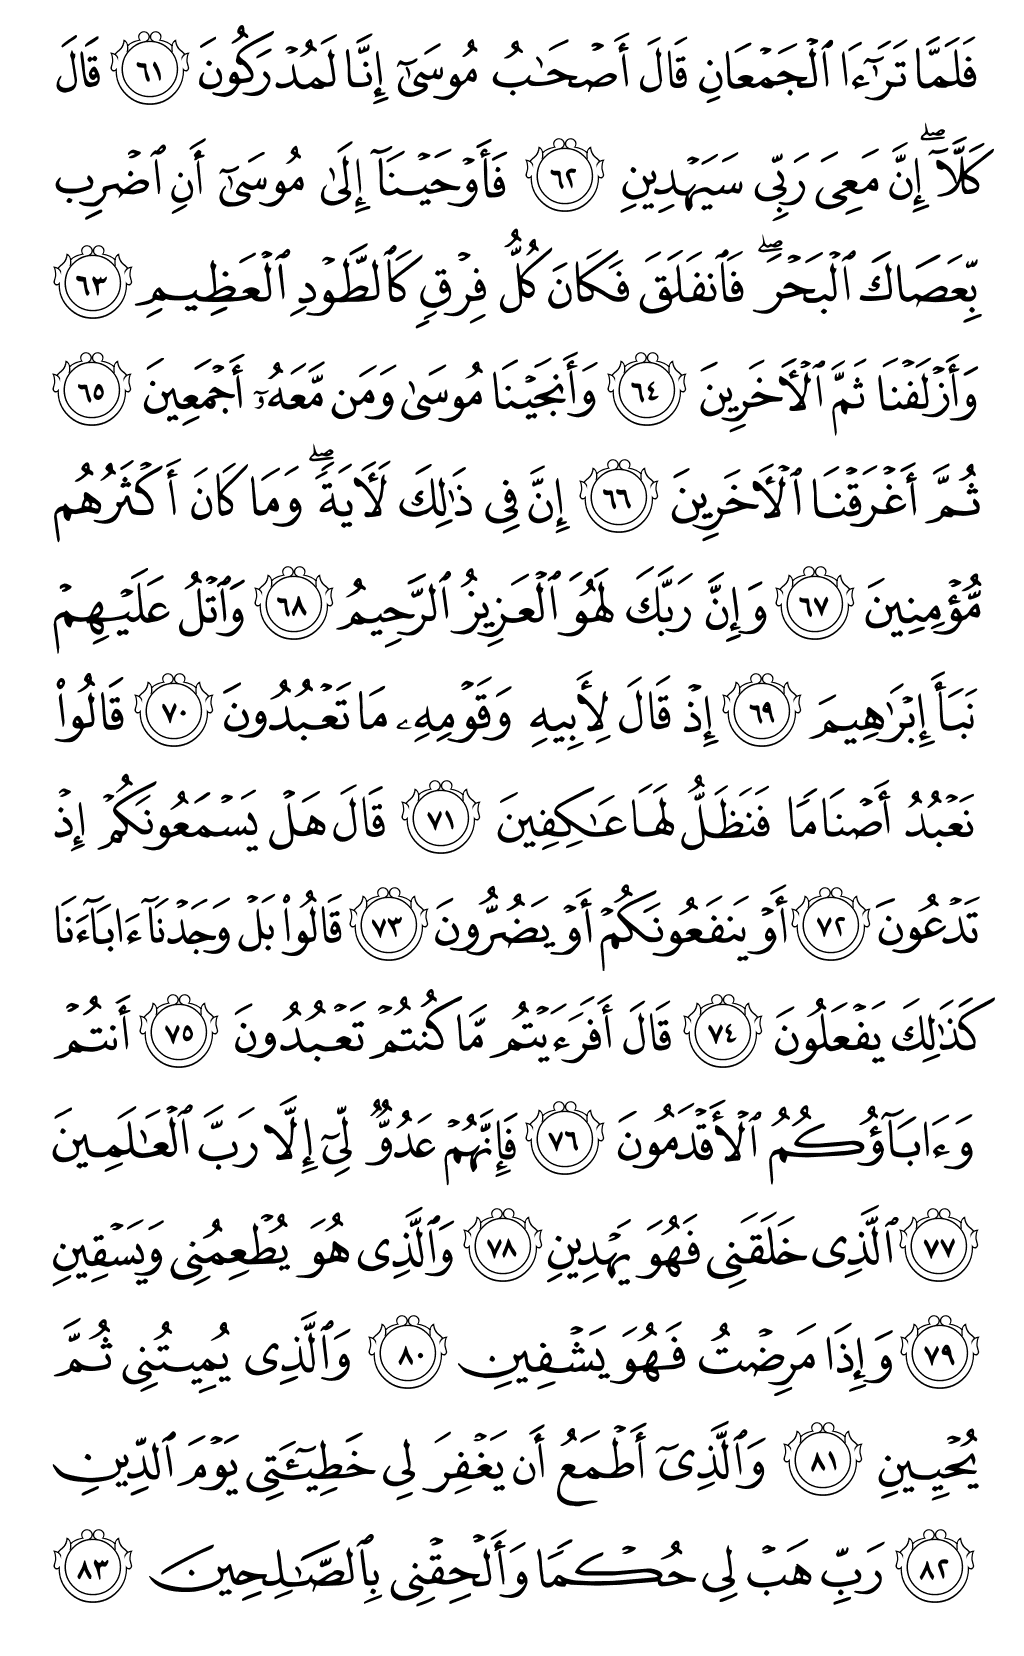 فَلَمَّا تَرَٰٓءَا ٱلۡجَمۡعَانِ قَالَ أَصۡحَٰبُ مُوسَىٰٓ إِنَّا لَمُدۡرَكُونَ ٦١ قَالَ
كَلَّآۖ إِنَّ مَعِيَ رَبِّي سَيَهۡدِينِ ٦٢ فَأَوۡحَيۡنَآ إِلَىٰ مُوسَىٰٓ أَنِ ٱضۡرِب
بِّعَصَاكَ ٱلۡبَحۡرَۖ فَٱنفَلَقَ فَكَانَ كُلُّ فِرۡقٖ كَٱلطَّوۡدِ ٱلۡعَظِيمِ ٦٣
وَأَزۡلَفۡنَا ثَمَّ ٱلۡأٓخَرِينَ ٦٤ وَأَنجَيۡنَا مُوسَىٰ وَمَن مَّعَهُۥٓ أَجۡمَعِينَ ٦٥
ثُمَّ أَغۡرَقۡنَا ٱلۡأٓخَرِينَ ٦٦ إِنَّ فِي ذَٰلِكَ لَأٓيَةٗۖ وَمَا كَانَ أَكۡثَرُهُم
مُّؤۡمِنِينَ ٦٧ وَإِنَّ رَبَّكَ لَهُوَ ٱلۡعَزِيزُ ٱلرَّحِيمُ ٦٨ وَٱتۡلُ عَلَيۡهِمۡ
نَبَأَ إِبۡرَٰهِيمَ ٦٩ إِذۡ قَالَ لِأَبِيهِ وَقَوۡمِهِۦ مَا تَعۡبُدُونَ ٧٠ قَالُواْ
نَعۡبُدُ أَصۡنَامٗا فَنَظَلُّ لَهَا عَٰكِفِينَ ٧١ قَالَ هَلۡ يَسۡمَعُونَكُمۡ إِذۡ
تَدۡعُونَ ٧٢ أَوۡ يَنفَعُونَكُمۡ أَوۡ يَضُرُّونَ ٧٣ قَالُواْ بَلۡ وَجَدۡنَآ ءَابَآءَنَا
كَذَٰلِكَ يَفۡعَلُونَ ٧٤ قَالَ أَفَرَءَيۡتُم مَّا كُنتُمۡ تَعۡبُدُونَ ٧٥ أَنتُمۡ
وَءَابَآؤُكُمُ ٱلۡأَقۡدَمُونَ ٧٦ فَإِنَّهُمۡ عَدُوّٞ لِّيٓ إِلَّا رَبَّ ٱلۡعَٰلَمِينَ
٧٧ ٱلَّذِي خَلَقَنِي فَهُوَ يَهۡدِينِ ٧٨ وَٱلَّذِي هُوَ يُطۡعِمُنِي وَيَسۡقِينِ
٧٩ وَإِذَا مَرِضۡتُ فَهُوَ يَشۡفِينِ ٨٠ وَٱلَّذِي يُمِيتُنِي ثُمَّ
يُحۡيِينِ ٨١ وَٱلَّذِيٓ أَطۡمَعُ أَن يَغۡفِرَ لِي خَطِيٓـَٔتِي يَوۡمَ ٱلدِّينِ
٨٢ رَبِّ هَبۡ لِي حُكۡمٗا وَأَلۡحِقۡنِي بِٱلصَّٰلِحِينَ ٨٣